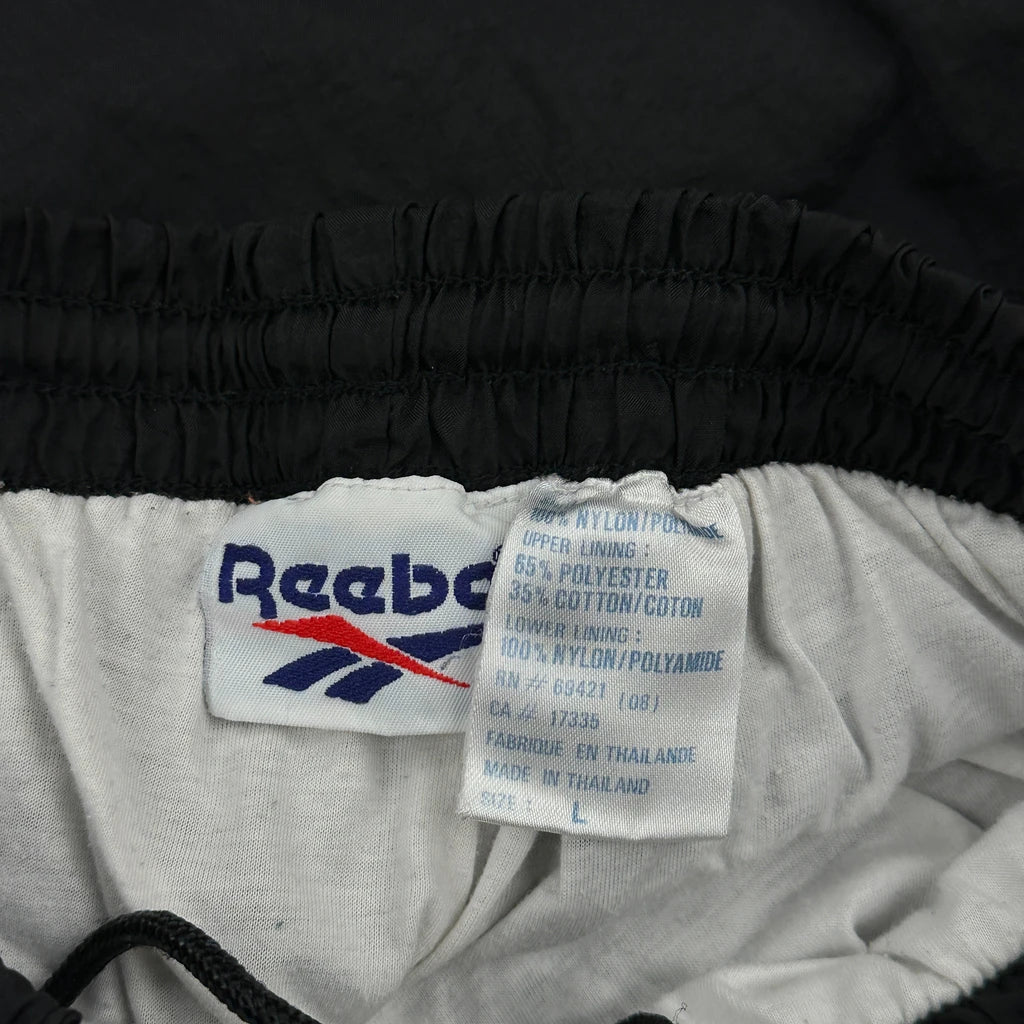 Reebo
100% NYLON/POLYAMIDE
UPPER LINING :
65% POLYESTER
35% COTTON/COTON
LOWER LINING :
100% NYLON/POLYAMIDE
RN # 69421 (08)
CA # 17335
FABRIQUE EN THAILANDE
MADE IN THAILAND
SIZE : L